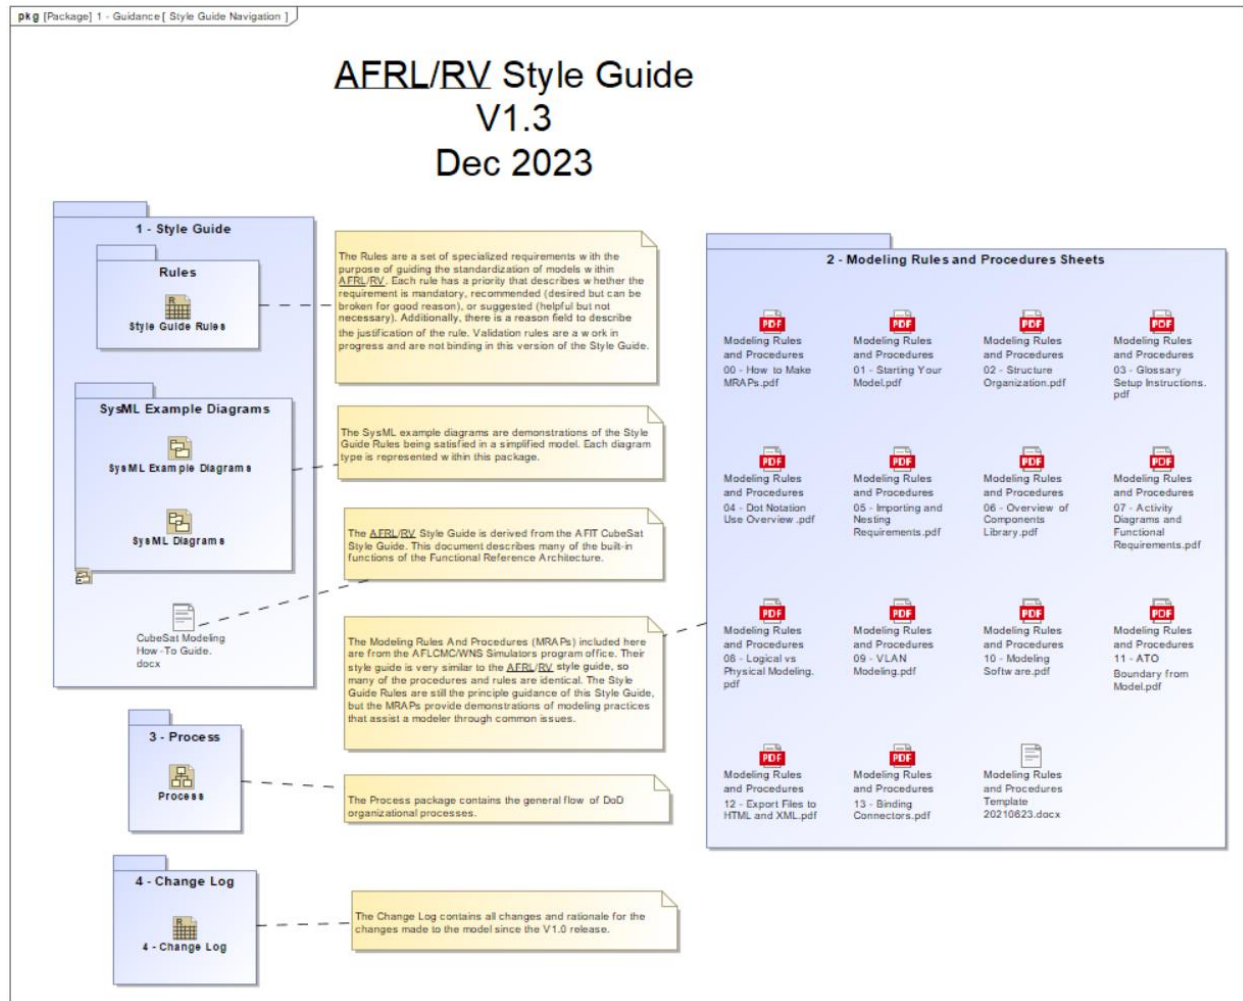 pkg [Package] 1 - Guidance [ Style Guide Navigation ]
AFRL/RV Style Guide
V1.3
Dec 2023
1 - Style Guide
Rules
Style Guide Rules
The Rules are a set of specialized requirements with the
purpose of guiding the standardization of models within
AFRL/RV. Each rule has a priority that describes whether the
requirement is mandatory, recommended (desired but can be
broken for good reason), or suggested (helpful but not
necessary). Additionally, there is a reason field to describe
the justification of the rule. Validation rules are a work in
progress and are not binding in this version of the Style Guide.
SysML Example Diagrams
SysML Example Diagrams
SysML Diagrams
The SysML example diagrams are demonstrations of the Style
Guide Rules being satisfied in a simplified model. Each diagram
type is represented within this package.
The AFRL/RV Style Guide is derived from the AFIT CubeSat
Style Guide. This document describes many of the built-in
functions of the Functional Reference Architecture.
CubeSat Modeling
How-To Guide.
docx
The Modeling Rules And Procedures (MRAPs) included here
are from the AFLCMC/WNS Simulators program office. Their
style guide is very similar to the AFRL/RV style guide, so
many of the procedures and rules are identical. The Style
Guide Rules are still the principle guidance of this Style Guide,
but the MRAPs provide demonstrations of modeling practices
that assist a modeler through common issues.
3 - Process
Process
The Process package contains the general flow of DoD
organizational processes.
4 - Change Log
4 - Change Log
The Change Log contains all changes and rationale for the
changes made to the model since the V1.0 release.
2 - Modeling Rules and Procedures Sheets
PDF
Modeling Rules
and Procedures
00 - How to Make
MRAPs.pdf
PDF
Modeling Rules
and Procedures
01 - Starting Your
Model.pdf
PDF
Modeling Rules
and Procedures
02 - Structure
Organization.pdf
PDF
Modeling Rules
and Procedures
03 - Glossary
Setup Instructions.
pdf
PDF
Modeling Rules
and Procedures
04 - Dot Notation
Use Overview.pdf
PDF
Modeling Rules
and Procedures
05 - Importing and
Nesting
Requirements.pdf
PDF
Modeling Rules
and Procedures
06 - Overview of
Components
Library.pdf
PDF
Modeling Rules
and Procedures
07 - Activity
Diagrams and
Functional
Requirements.pdf
PDF
Modeling Rules
and Procedures
08 - Logical vs
Physical Modeling.
pdf
PDF
Modeling Rules
and Procedures
09 - VLAN
Modeling.pdf
PDF
Modeling Rules
and Procedures
10 - Modeling
Software.pdf
PDF
Modeling Rules
and Procedures
11 - ATO
Boundary from
Model.pdf
PDF
Modeling Rules
and Procedures
12 - Export Files to
HTML and XML.pdf
PDF
Modeling Rules
and Procedures
13 - Binding
Connectors.pdf
Modeling Rules
and Procedures
Template
20210623.docx